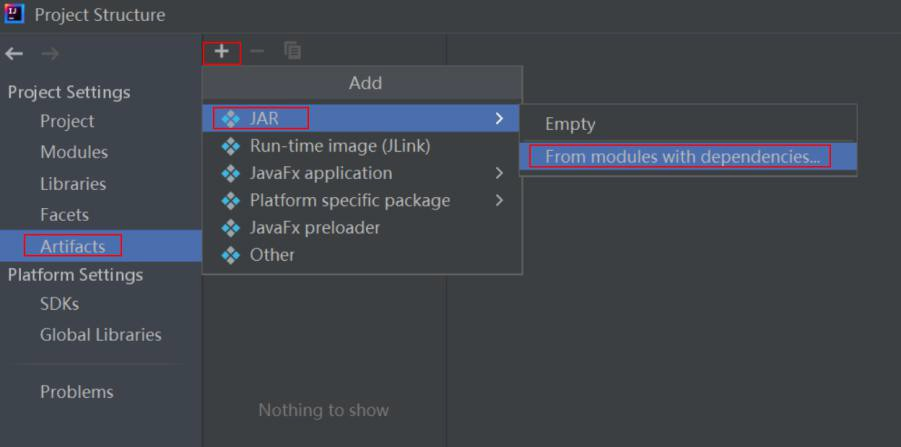 Project Structure
Project Settings
Project
Modules
Libraries
Facets
Artifacts
Platform Settings
SDKs
Global Libraries
Problems
Add
JAR
Run-time image (JLink)
JavaFx application
Platform specific package
JavaFx preloader
Other
Empty
From modules with dependencies...
Nothing to show